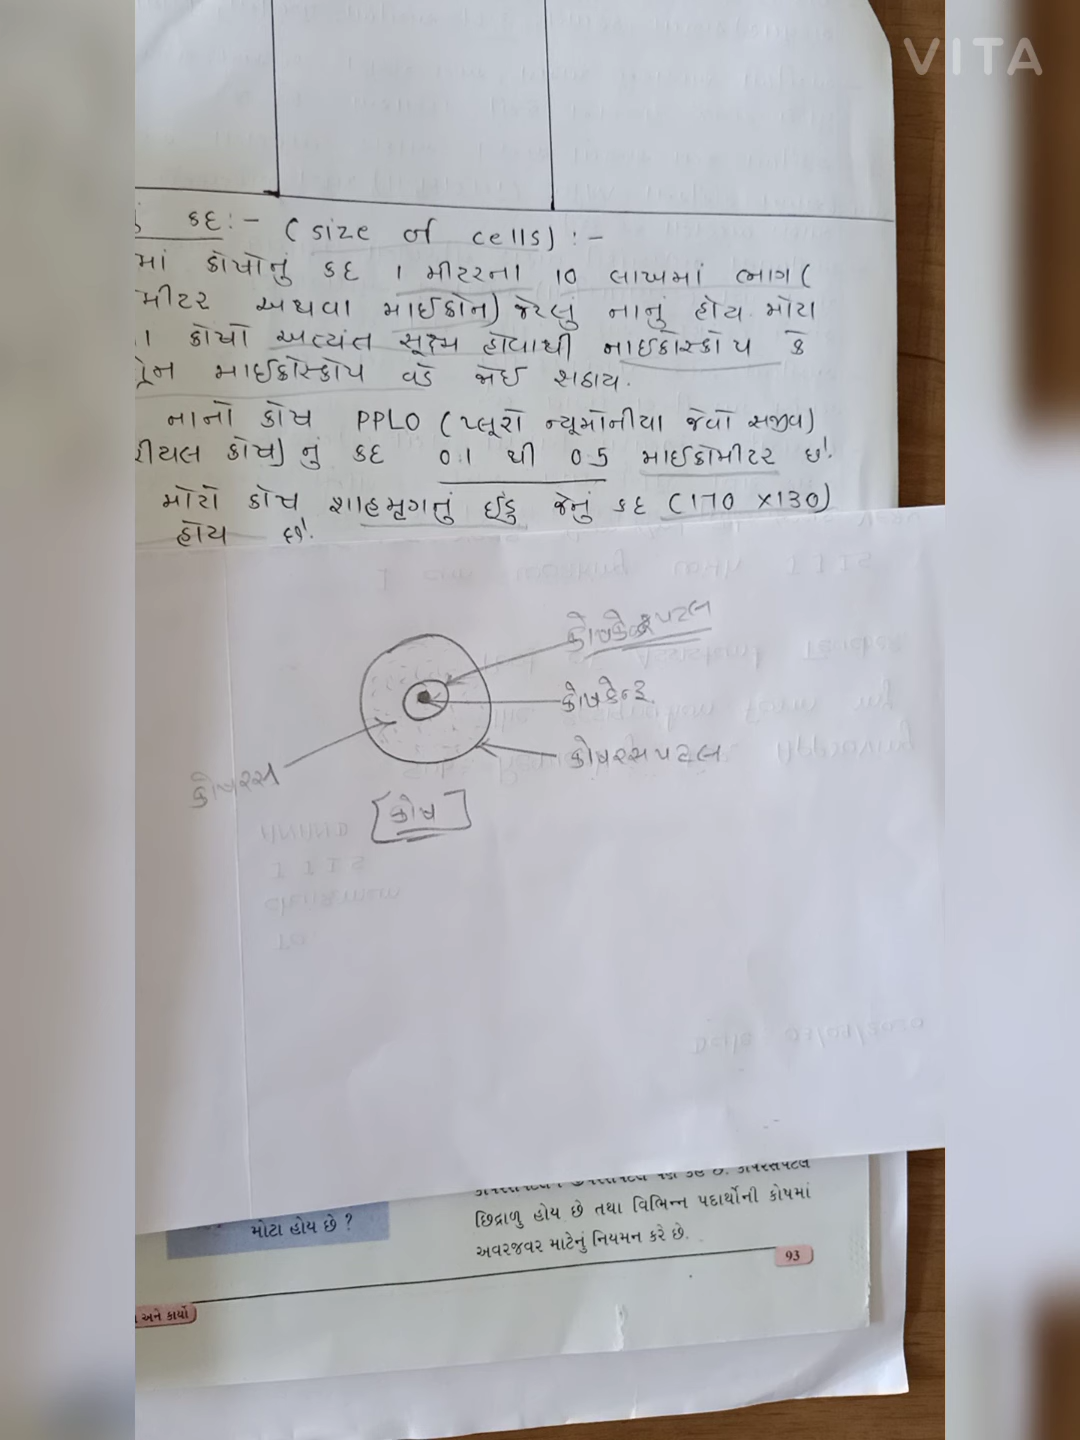 VITA
કદ:- (size of cells) :-
માં કોષોનું કદ 1 મીટરના 10 લાખમાં ભાગ(
મીટર અથવા માઈક્રોન) જેટલું નાનું હોય મોટા
કોષો અત્યંત સૂક્ષ્મ હોવાથી માઈક્રોસ્કોપ કે
ટ્રોન માઈક્રોસ્કોપ વડે જોઈ શકાય.
નાનો કોષ PPLO (પ્લૂરો ન્યૂમોનીયા જેવો સજીવ)
રીયલ કોષ) નું કદ 0.1 થી 0.5 માઈક્રોમીટર છે.
મોટો કોષ શાહમૃગનું ઈંડુ જેનું કદ (170 x130)
હોય છે.
કોષકેન્દ્રપટલ
કોષકેન્દ્ર
કોષરસપટલ
કોષરસ
[કોષ]
મોટા હોય છે ?
છિદ્રાળુ હોય છે તથા વિભિન્ન પદાર્થોની કોષમાં
અવરજવર માટેનું નિયમન કરે છે.
93
અને કાર્યો